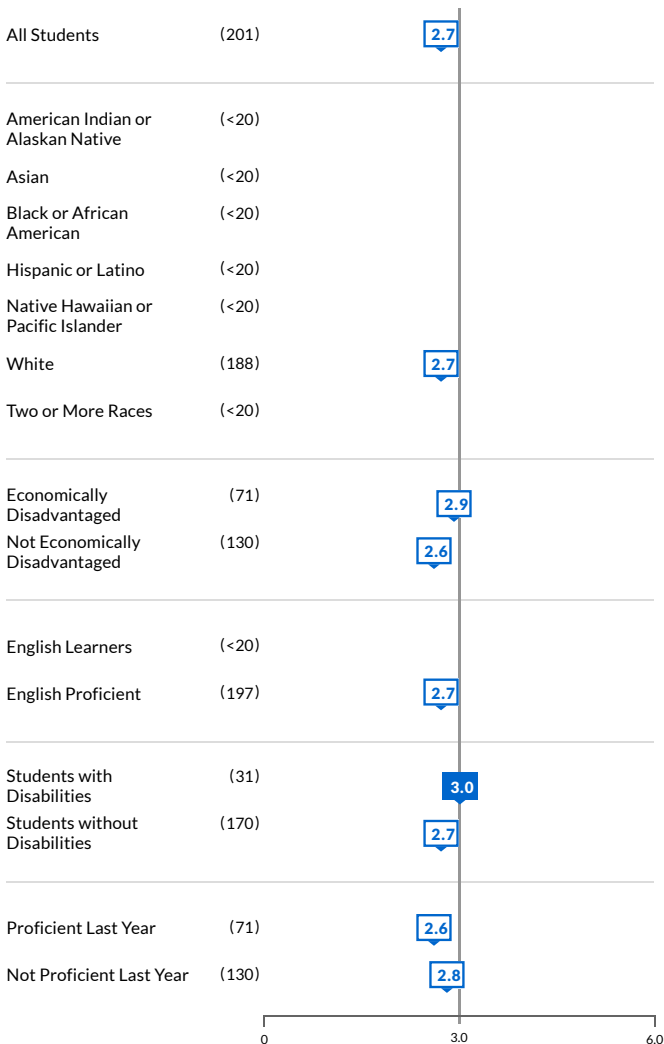 All Students (201) 2.7
American Indian or (<20)
Alaskan Native
Asian (<20)
Black or African (<20)
American
Hispanic or Latino (<20)
Native Hawaiian or (<20)
Pacific Islander
White (188) 2.7
Two or More Races (<20)
Economically (71) 2.9
Disadvantaged
Not Economically (130) 2.6
Disadvantaged
English Learners (<20)
English Proficient (197) 2.7
Students with (31) 3.0
Disabilities
Students without (170) 2.7
Disabilities
Proficient Last Year (71) 2.6
Not Proficient Last Year (130) 2.8
0 3.0 6.0